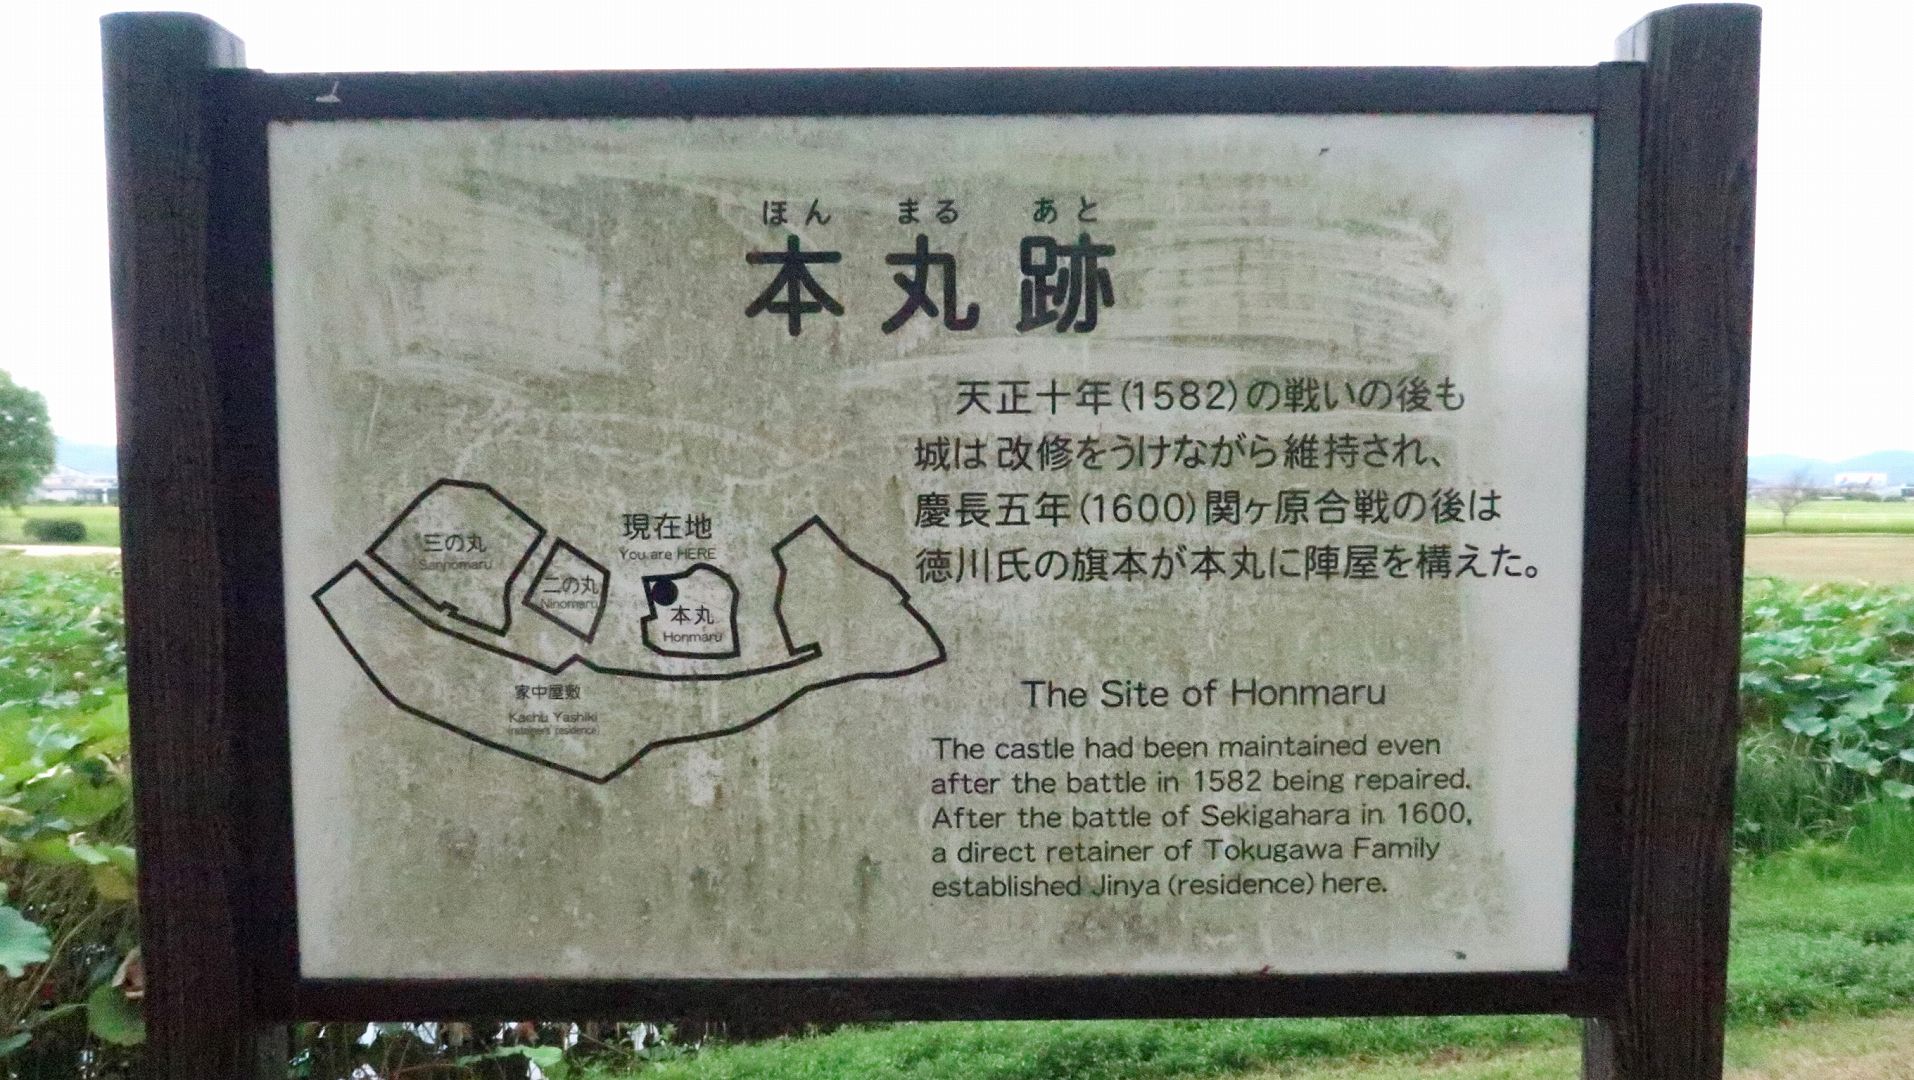 ほん まる あと
本丸跡
天正十年(1582)の戦いの後も
城は改修をうけながら維持され、
慶長五年(1600)関ヶ原合戦の後は
徳川氏の旗本が本丸に陣屋を構えた。
三の丸
Sannomaru
二の丸
Ninomaru
現在地
You are HERE
本丸
Honmaru
家中屋敷
Kachu Yashiki
(retainer's residence)
The Site of Honmaru
The castle had been maintained even
after the battle in 1582 being repaired.
After the battle of Sekigahara in 1600,
a direct retainer of Tokugawa Family
established Jinya (residence) here.